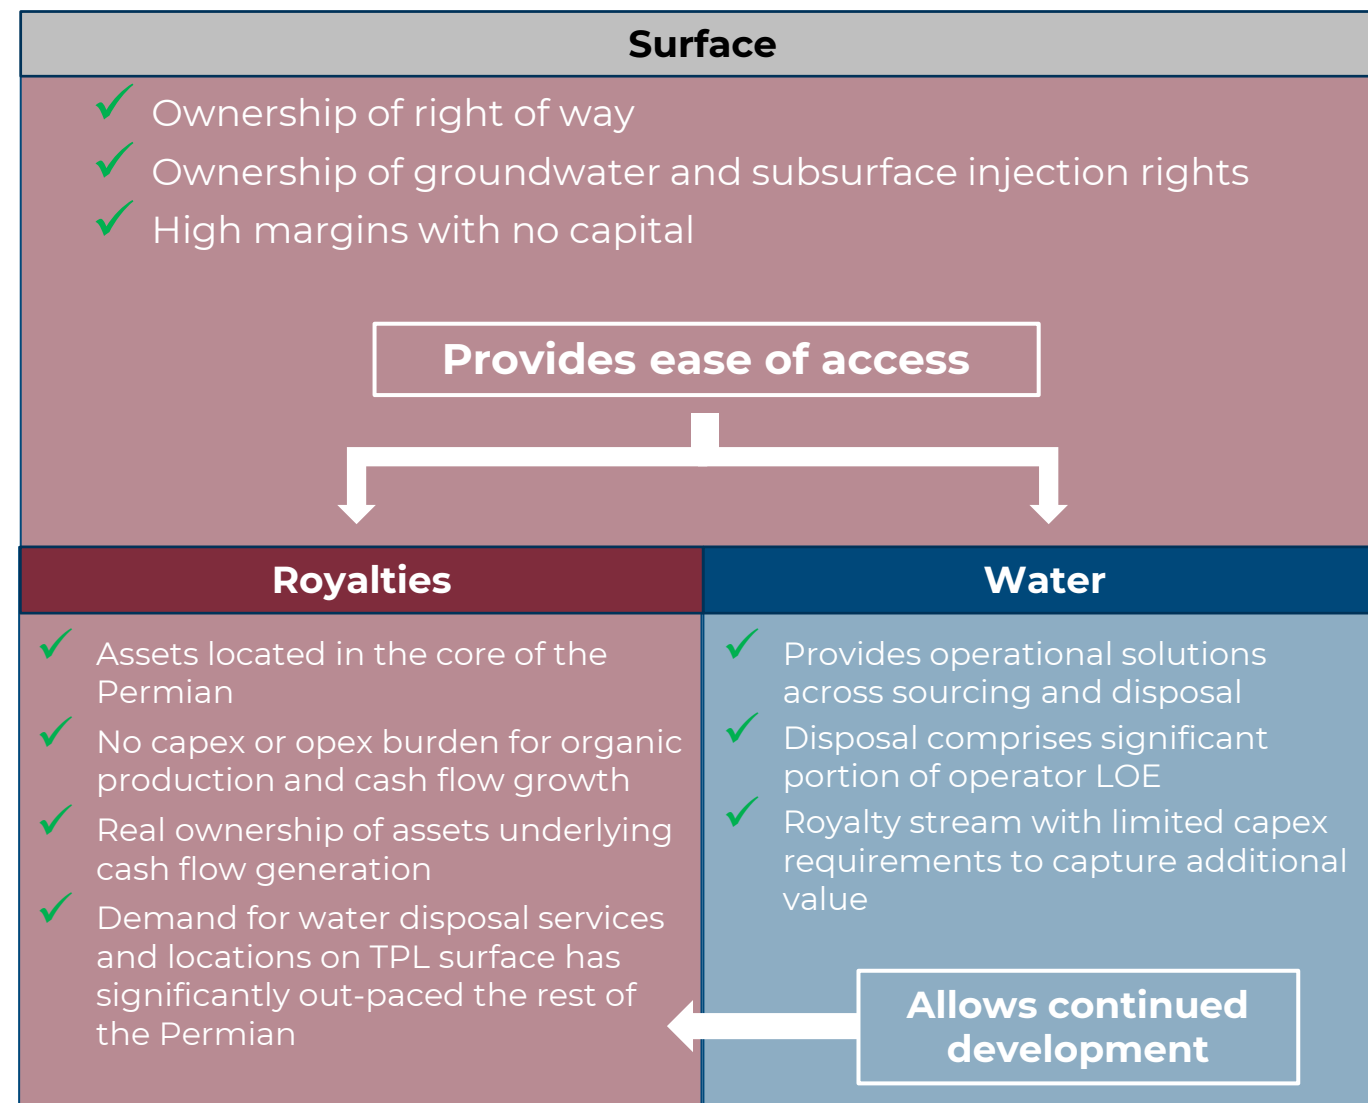 Surface
Ownership of right of way
Ownership of groundwater and subsurface injection rights
High margins with no capital
Provides ease of access
Royalties
Assets located in the core of the
Permian
No capex or opex burden for organic
production and cash flow growth
Real ownership of assets underlying
cash flow generation
Demand for water disposal services
and locations on TPL surface has
significantly out-paced the rest of
the Permian
Water
Provides operational solutions
across sourcing and disposal
Disposal comprises significant
portion of operator LOE
Royalty stream with limited capex
requirements to capture additional
value
Allows continued
development